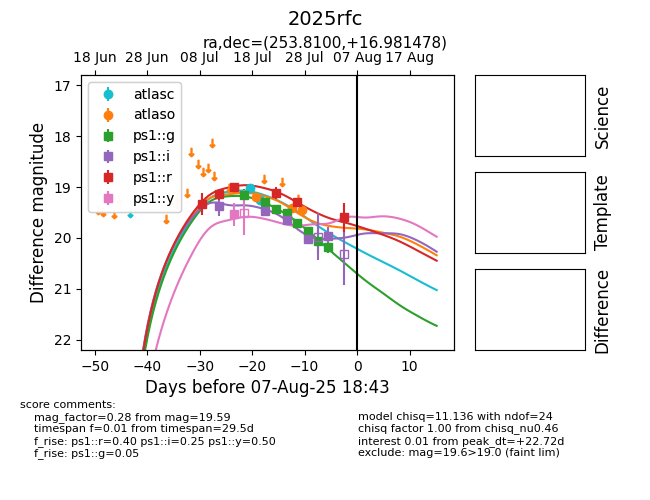 2025rfc
ra,dec=(253.8100,+16.981478)
18 Jun 28 Jun 08 Jul 18 Jul 28 Jul 07 Aug 17 Aug
17
18
19
20
21
22
Difference magnitude
atlasc
atlaso
ps1::g
ps1::i
ps1::r
ps1::y
−50 −40 −30 −20 −10 0 10
Days before 07-Aug-25 18:43
Science
Template
Difference
score comments:
mag_factor=0.28 from mag=19.59
timespan f=0.01 from timespan=29.5d
f_rise: ps1::r=0.40 ps1::i=0.25 ps1::y=0.50
f_rise: ps1::g=0.05
model chisq=11.136 with ndof=24
chisq factor 1.00 from chisq_nu0.46
interest 0.01 from peak_dt=+22.72d
exclude: mag=19.6>19.0 (faint lim)